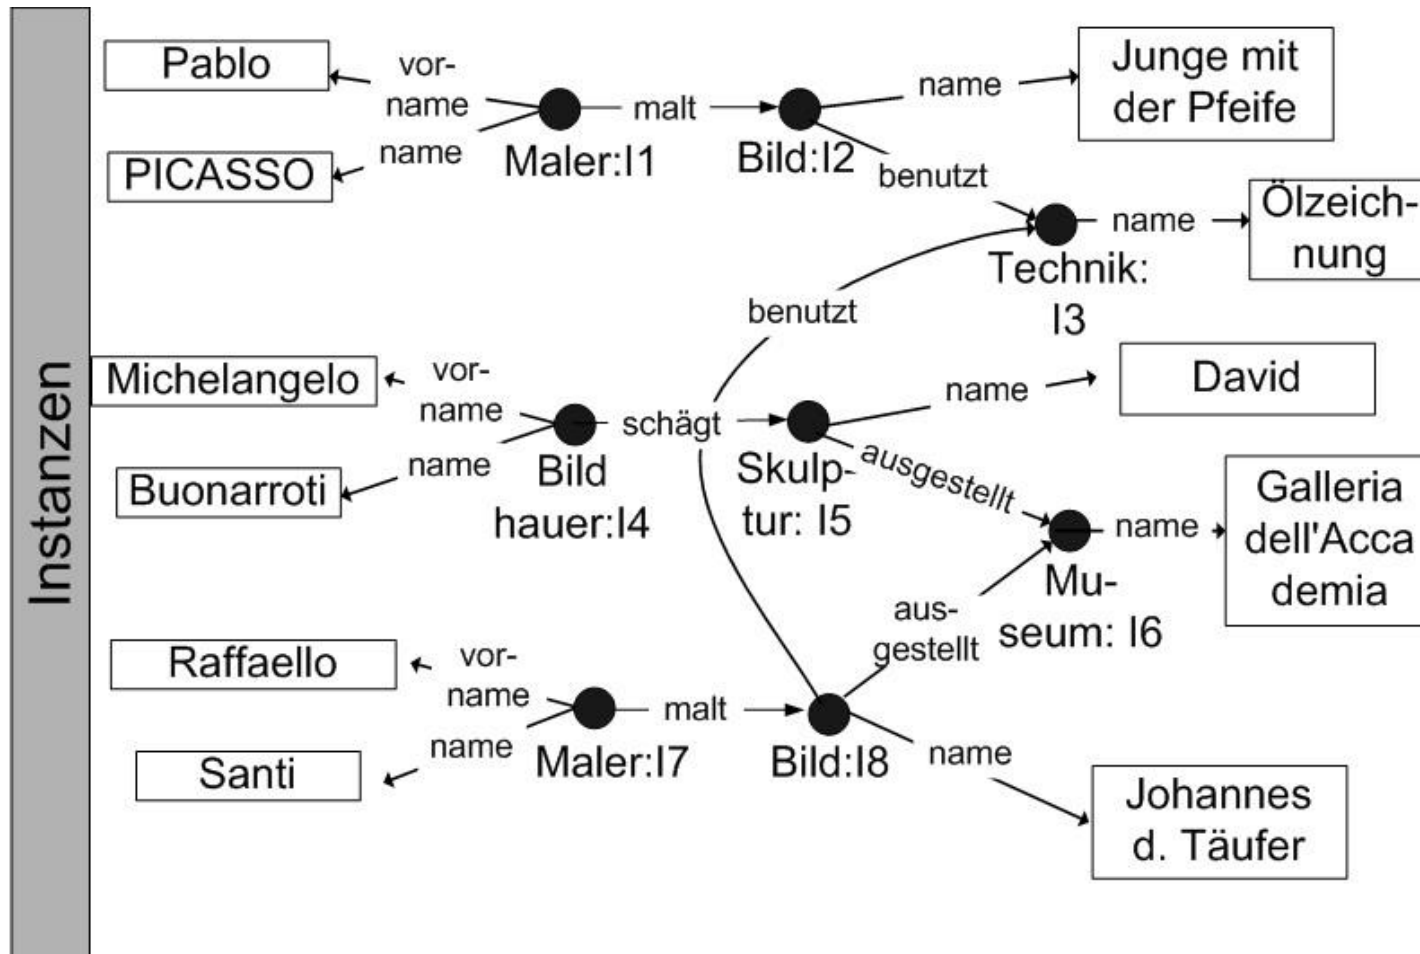 Instanzen
Pablo
vor-
name
PICASSO
name
Maler:I1
malt
Bild:I2
name
Junge mit
der Pfeife
benutzt
Technik:
I3
name
Ölzeich-
nung
benutzt
Michelangelo
vor-
name
Buonarroti
name
Bild
hauer:I4
schägt
Skulp-
tur: I5
name
David
ausgestellt
Mu-
seum: I6
name
Galleria
dell'Acca
demia
aus-
gestellt
Raffaello
vor-
name
Santi
name
Maler:I7
malt
Bild:I8
name
Johannes
d. Täufer